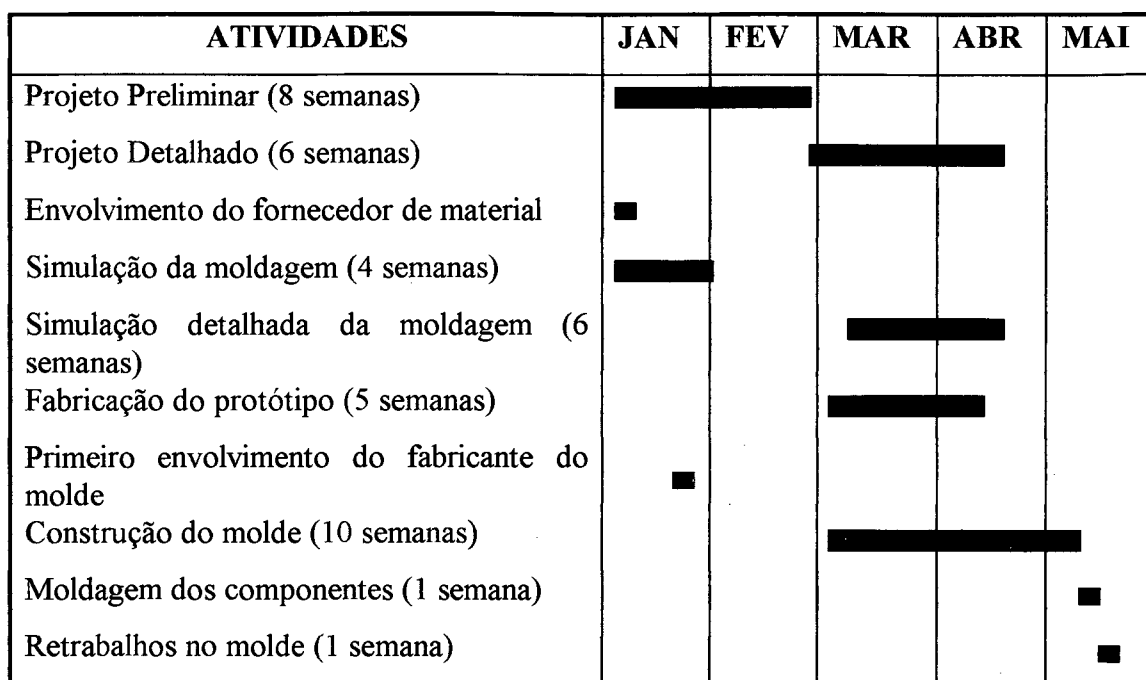 ATIVIDADES JAN FEV MAR ABR MAI
Projeto Preliminar (8 semanas)
Projeto Detalhado (6 semanas)
Envolvimento do fornecedor de material
Simulação da moldagem (4 semanas)
Simulação detalhada da moldagem (6
semanas)
Fabricação do protótipo (5 semanas)
Primeiro envolvimento do fabricante do
molde
Construção do molde (10 semanas)
Moldagem dos componentes (1 semana)
Retrabalhos no molde (1 semana)